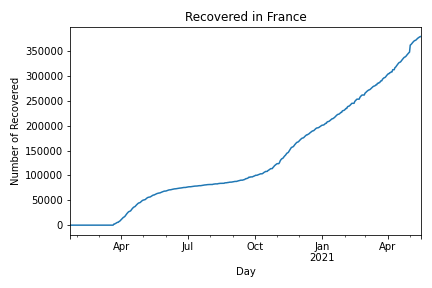 Recovered in France
Number of Recovered
350000
300000
250000
200000
150000
100000
50000
0
Apr Jul Oct Jan Apr
2021
Day